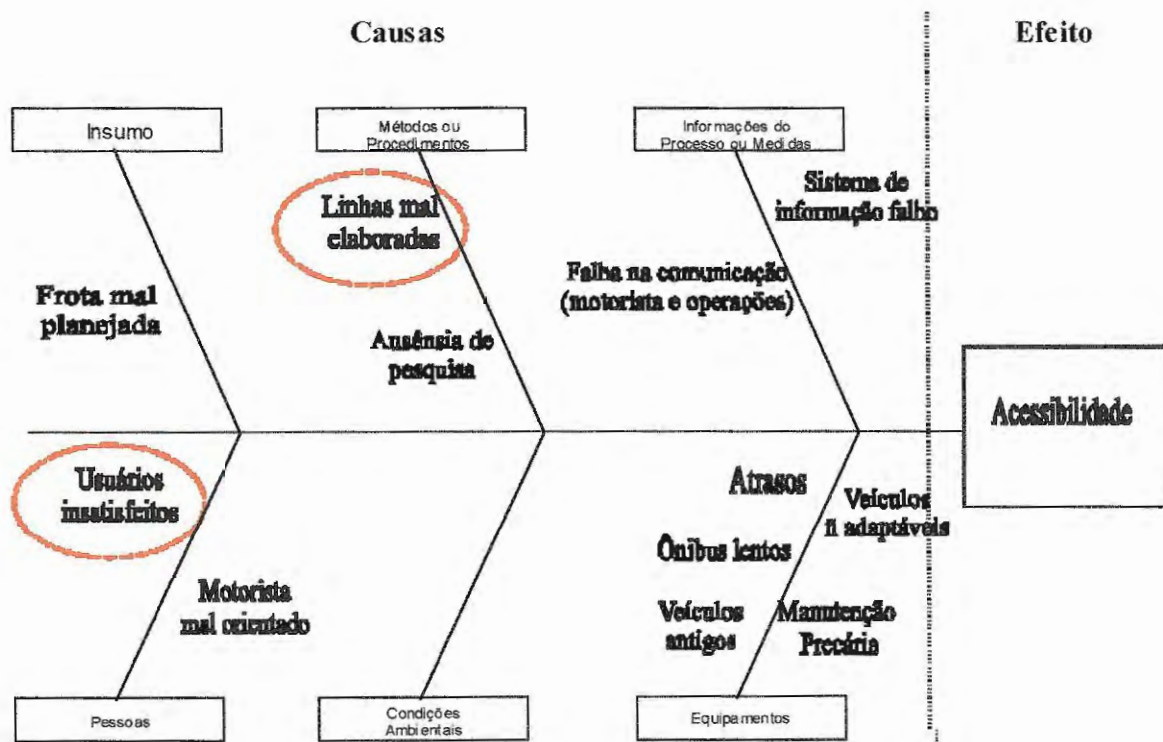 Causas
Efeito
Insumo
Métodos ou
Procedimentos
Informações do
Processo ou Medidas
Linhas mal
elaboradas
Sistema de
informação falho
Frota mal
planejada
Falha na comunicação
(motorista e operações)
Ausênsia de
pesquisa
Acessibilidade
Usuários
insatisfeitos
Atrasos
Veículos
ñ adaptáveis
Ônibus lentos
Motorista
mal orientado
Veículos
antigos
Manutenção
Precária
Pessoas
Condições
Ambientais
Equipamentos